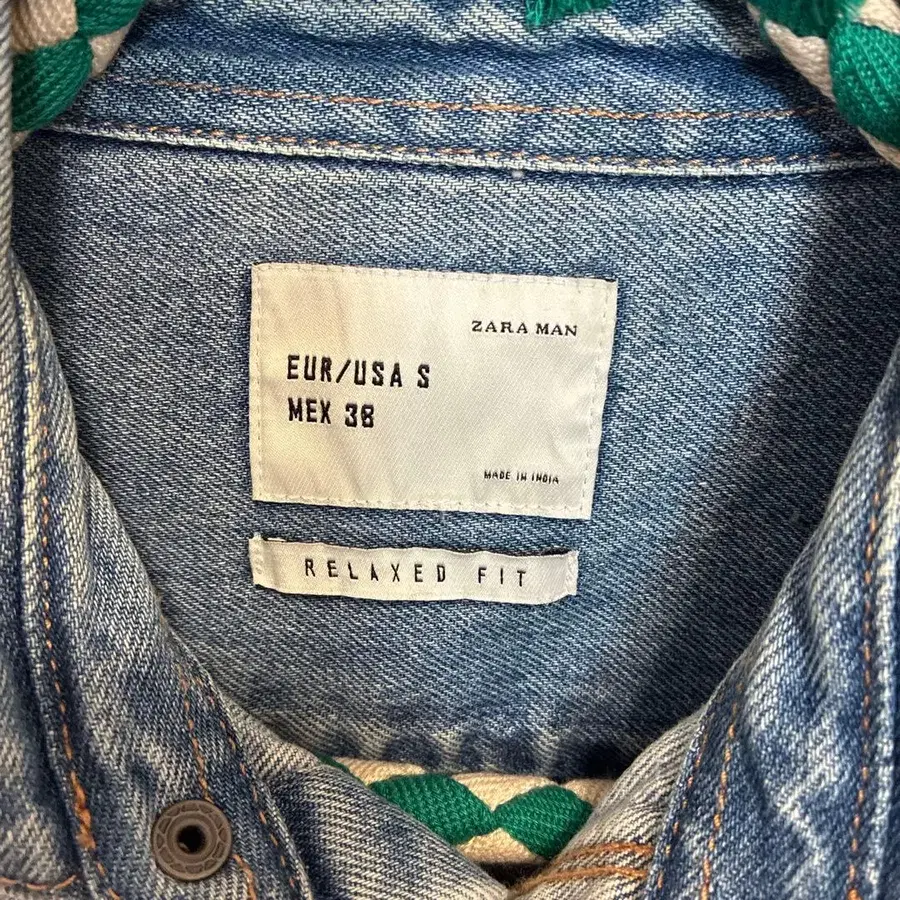 ZARA MAN
EUR/USA S
MEX 38
MADE IN INDIA
RELAXED FIT